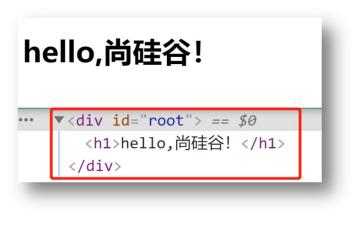 hello,尚硅谷！
··· ▼<div id="root"> == $0
<h1>hello,尚硅谷！</h1>
</div>